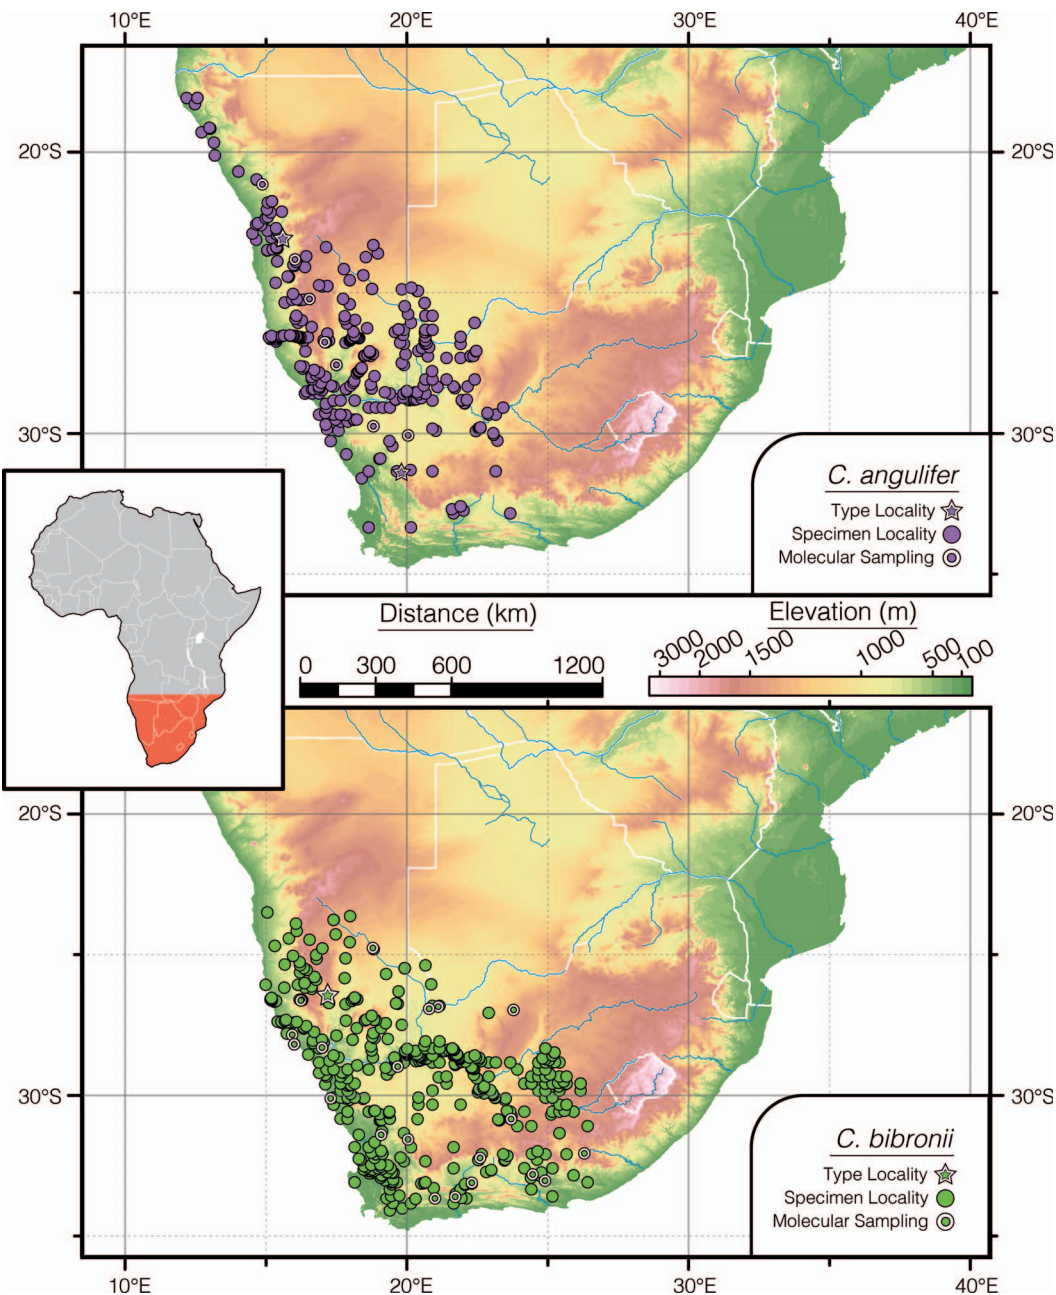 10°E 20°E 30°E 40°E
20°S 20°S
30°S 30°S
C. angulifer
Type Locality
Specimen Locality
Molecular Sampling
Distance (km)
0 300 600 1200
Elevation (m)
3000 2000 1500 1000 500 100
20°S 20°S
30°S 30°S
C. bibronii
Type Locality
Specimen Locality
Molecular Sampling
10°E 20°E 30°E 40°E